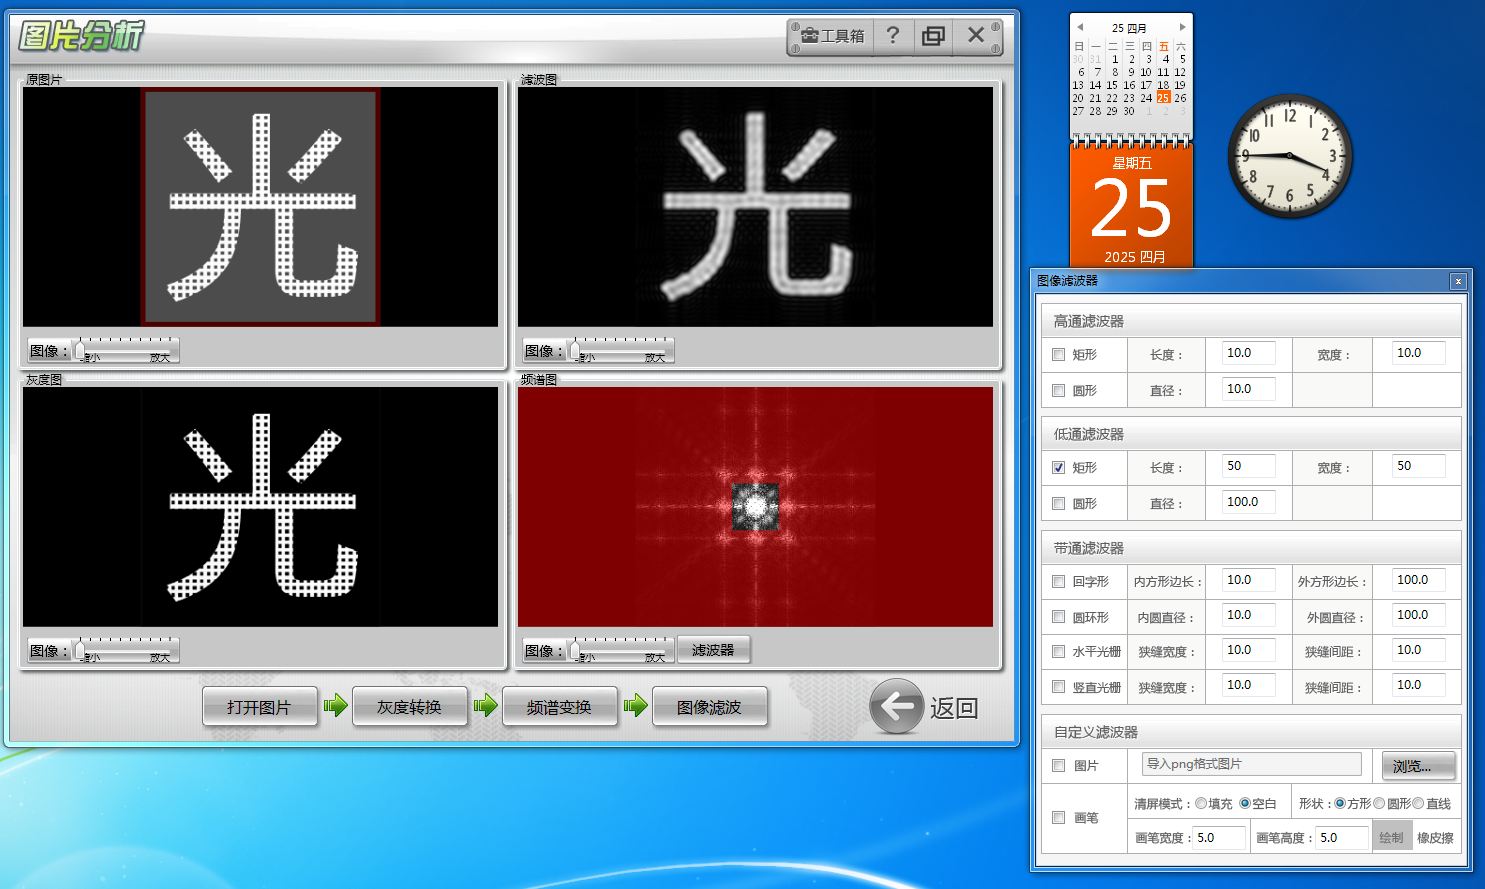 图片分析
工具箱 ?
原图片
光
图像： 缩小 放大
滤波图
光
图像： 缩小 放大
灰度图
光
图像： 缩小 放大
频谱图
图像： 缩小 放大 滤波器
打开图片 灰度转换 频谱变换 图像滤波 返回
25 四月
日 一 二 三 四 五 六
30 31 1 2 3 4 5
6 7 8 9 10 11 12
13 14 15 16 17 18 19
20 21 22 23 24 25 26
27 28 29 30 1 2 3
星期五
25
2025 四月
12 1 2 3 4 5 6 7 8 9 10 11
图像滤波器 x
高通滤波器
矩形 长度： 10.0 宽度： 10.0
圆形 直径： 10.0
低通滤波器
矩形 长度： 50 宽度： 50
圆形 直径： 100.0
带通滤波器
回字形 内方形边长： 10.0 外方形边长： 100.0
圆环形 内圆直径： 10.0 外圆直径： 100.0
水平光栅 狭缝宽度： 10.0 狭缝间距： 10.0
竖直光栅 狭缝宽度： 10.0 狭缝间距： 10.0
自定义滤波器
图片 导入png格式图片 浏览...
画笔 清屏模式： 填充 空白 形状： 方形 圆形 直线
画笔宽度： 5.0 画笔高度： 5.0 绘制 橡皮擦